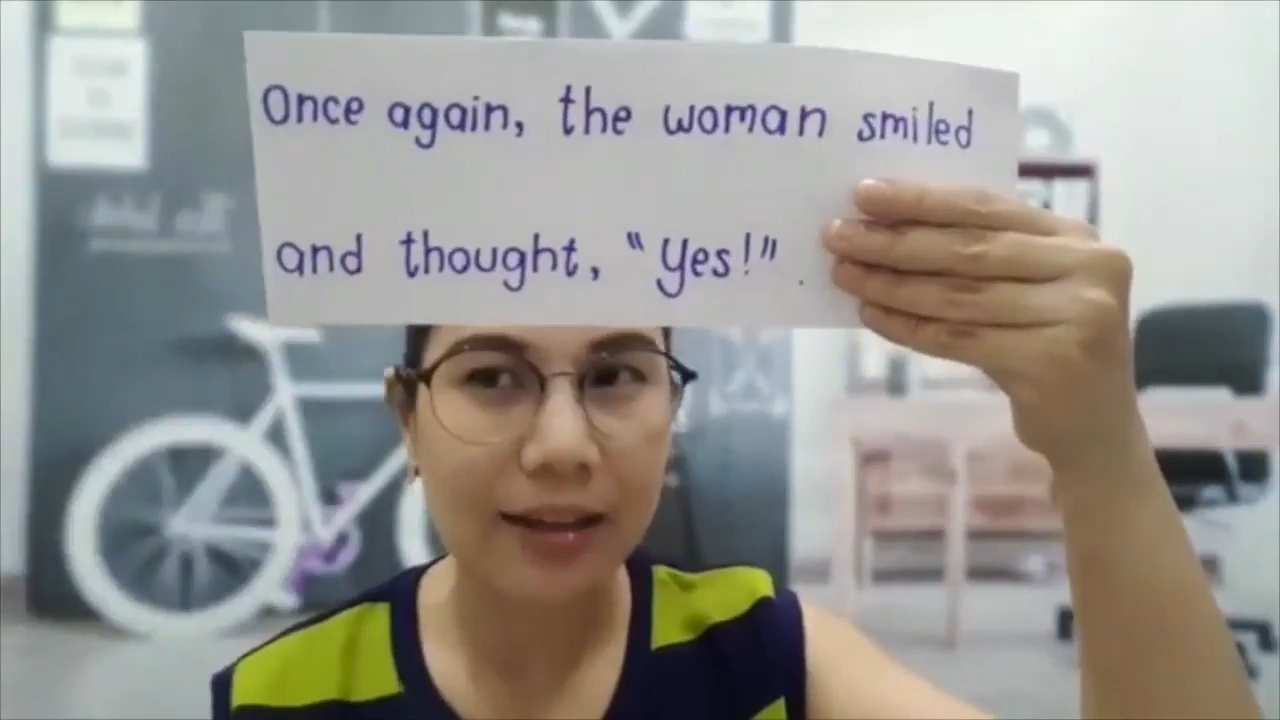 Once again, the woman smiled
and thought, "Yes!".